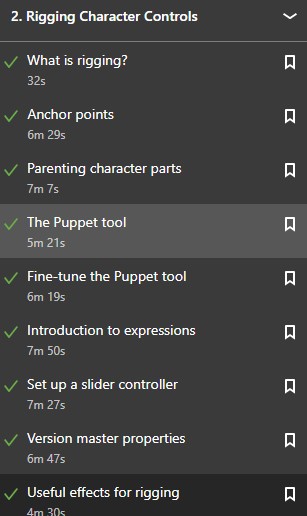 2. Rigging Character Controls
What is rigging?
32s
Anchor points
6m 29s
Parenting character parts
7m 7s
The Puppet tool
5m 21s
Fine-tune the Puppet tool
6m 19s
Introduction to expressions
7m 50s
Set up a slider controller
7m 27s
Version master properties
6m 47s
Useful effects for rigging
4m 30s